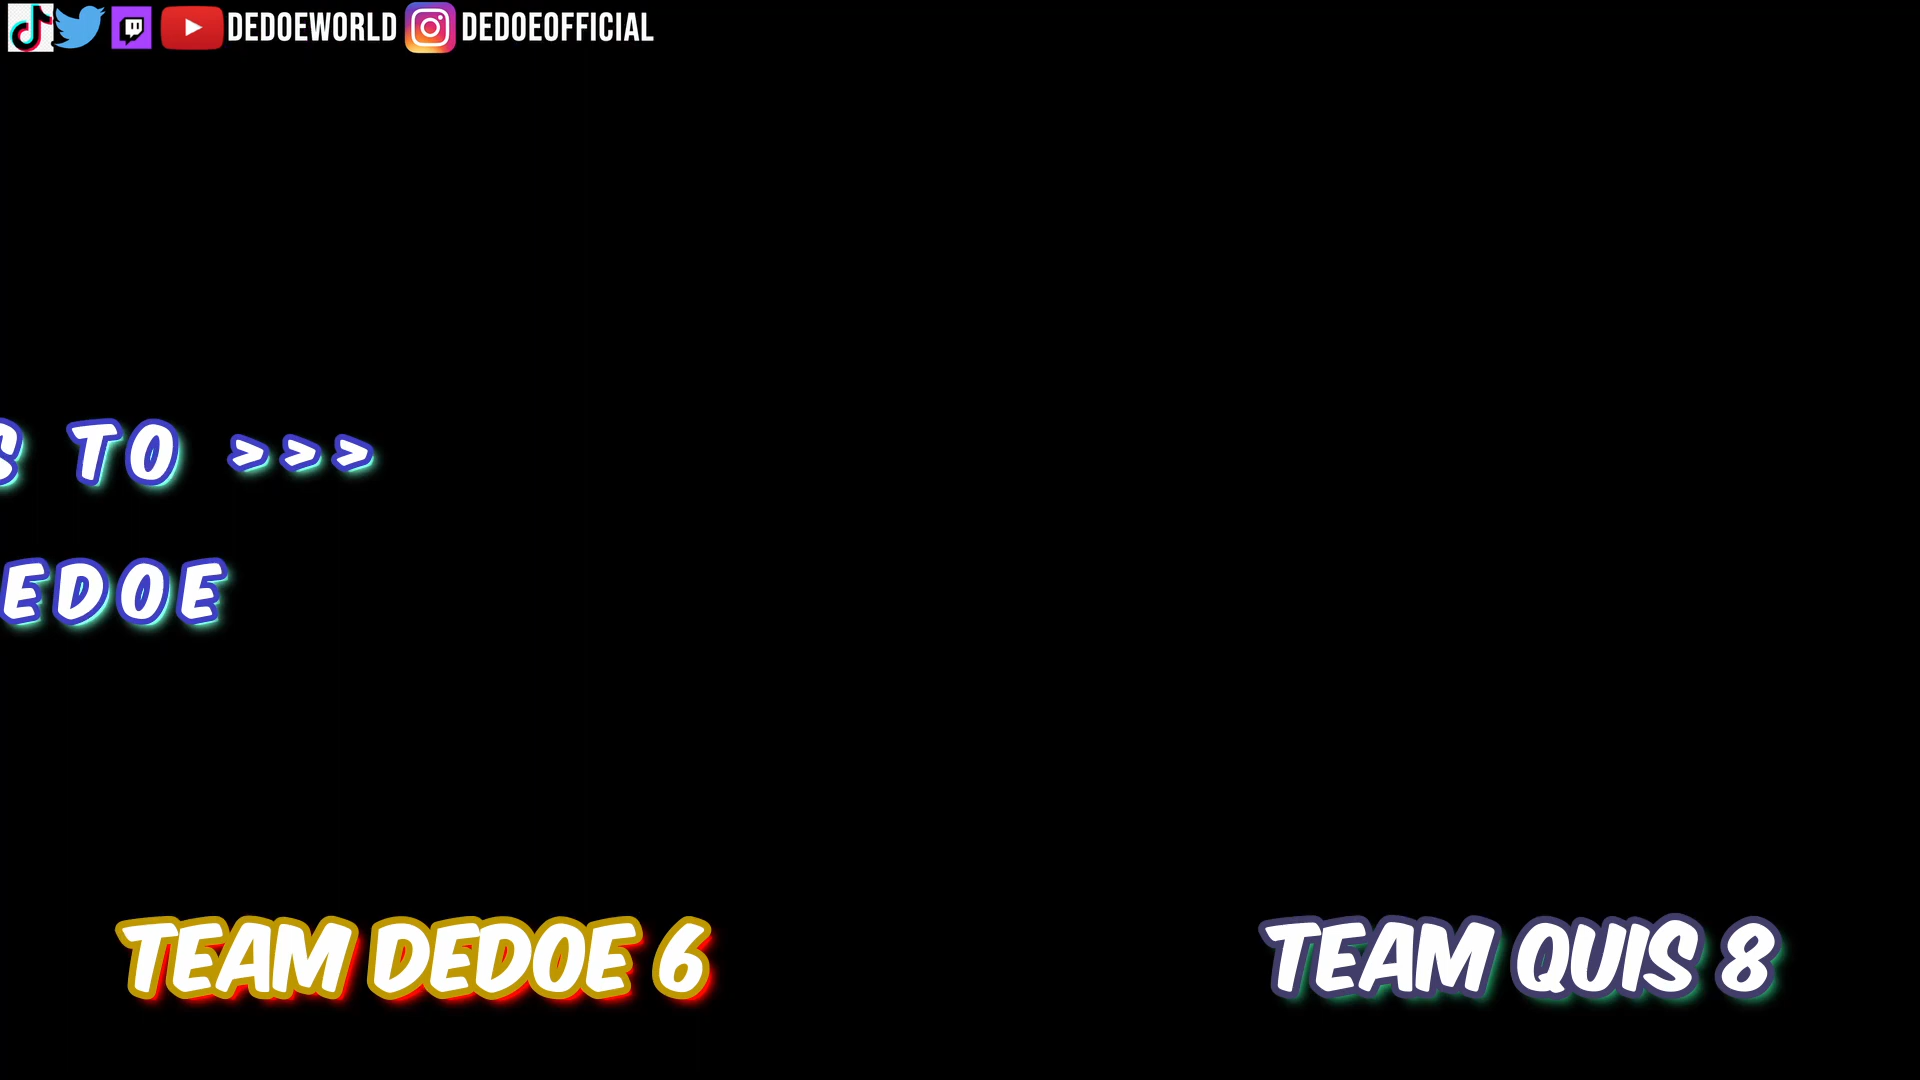 DEDOEWORLD DEDOEOFFICIAL
S TO >>>
EDOE
TEAM DEDOE 6
TEAM QUIS 8